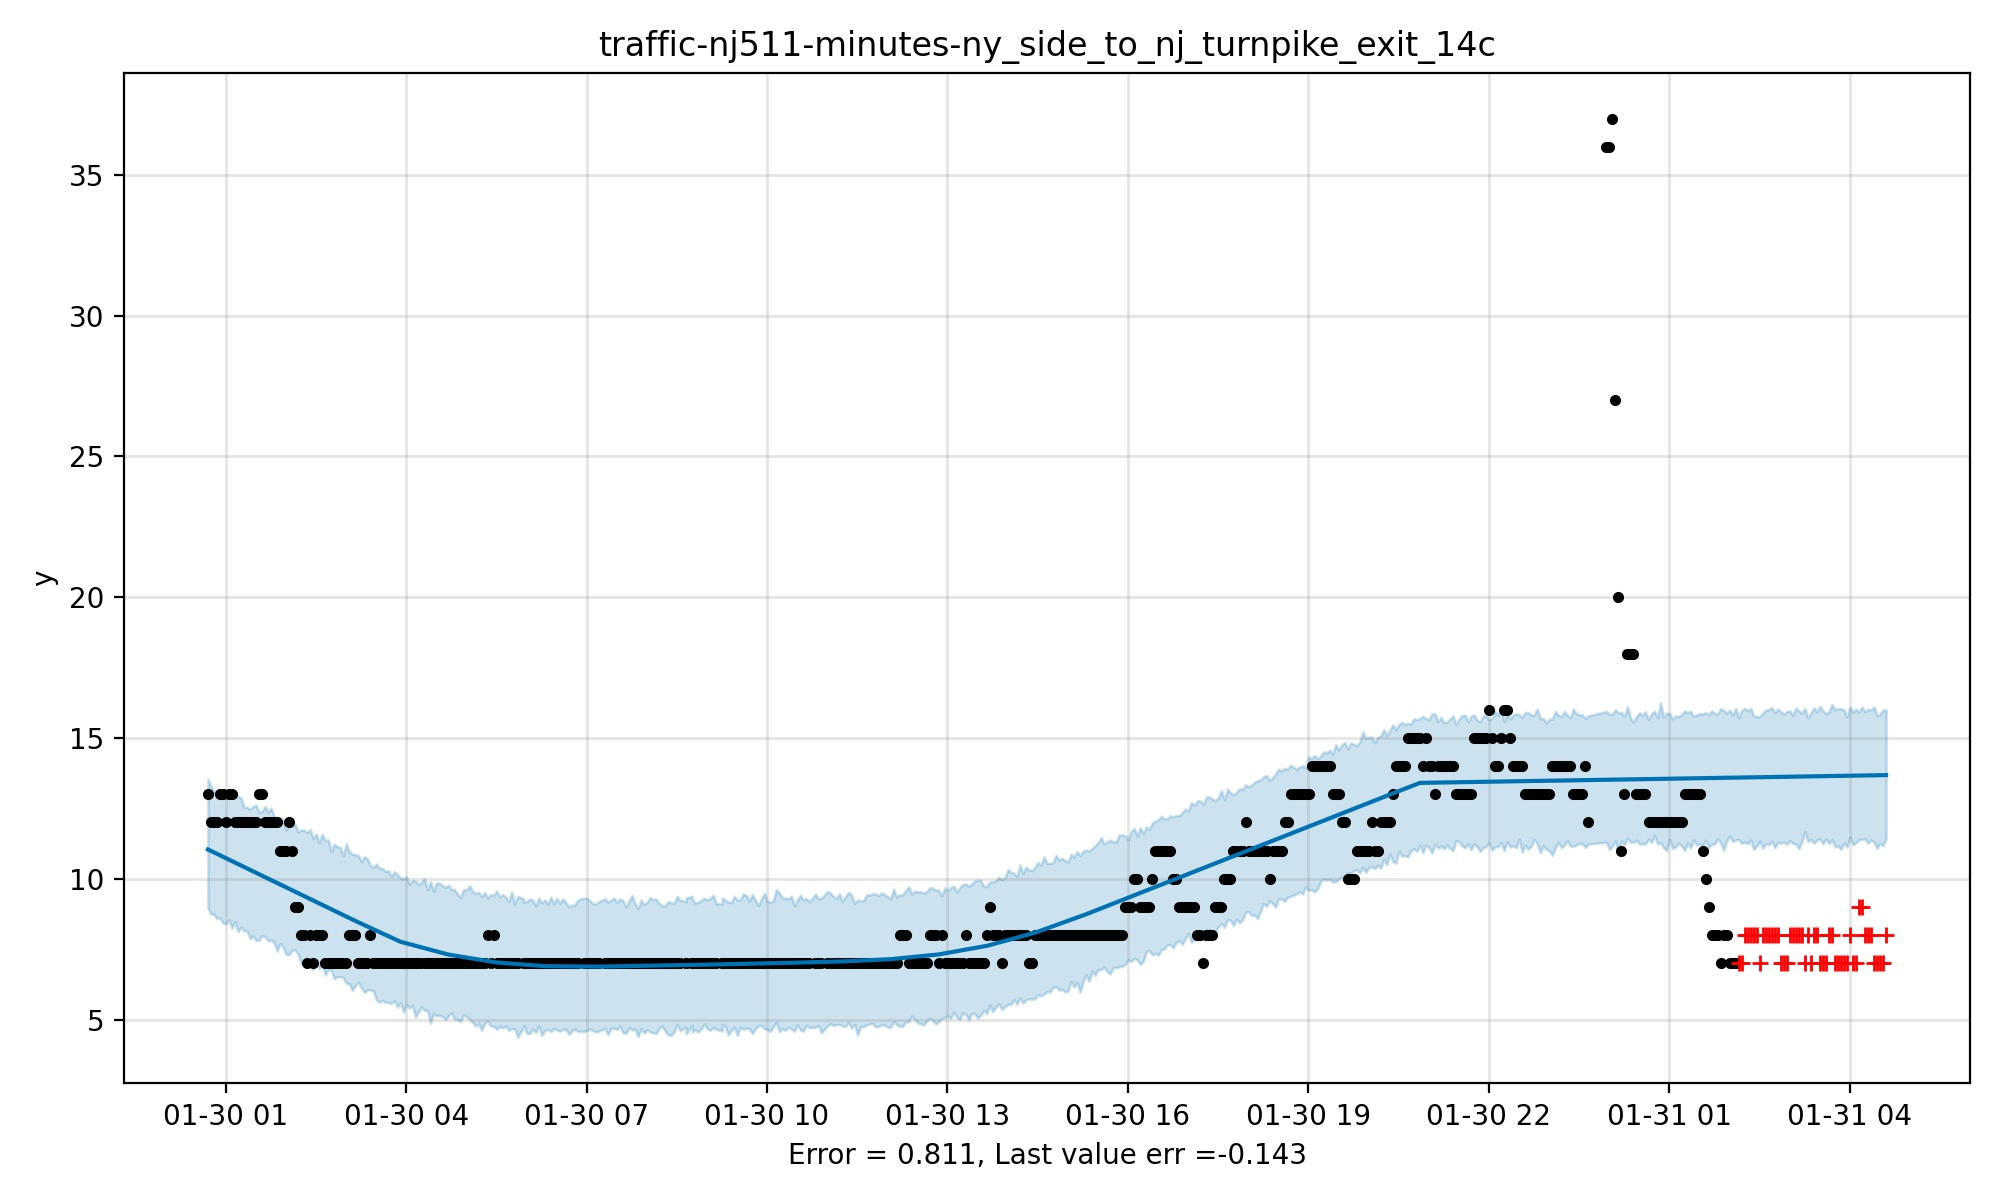 traffic-nj511-minutes-ny_side_to_nj_turnpike_exit_14c
35
30
25
20
15
10
5
y
01-30 01 01-30 04 01-30 07 01-30 10 01-30 13 01-30 16 01-30 19 01-30 22 01-31 01 01-31 04
Error = 0.811, Last value err =-0.143